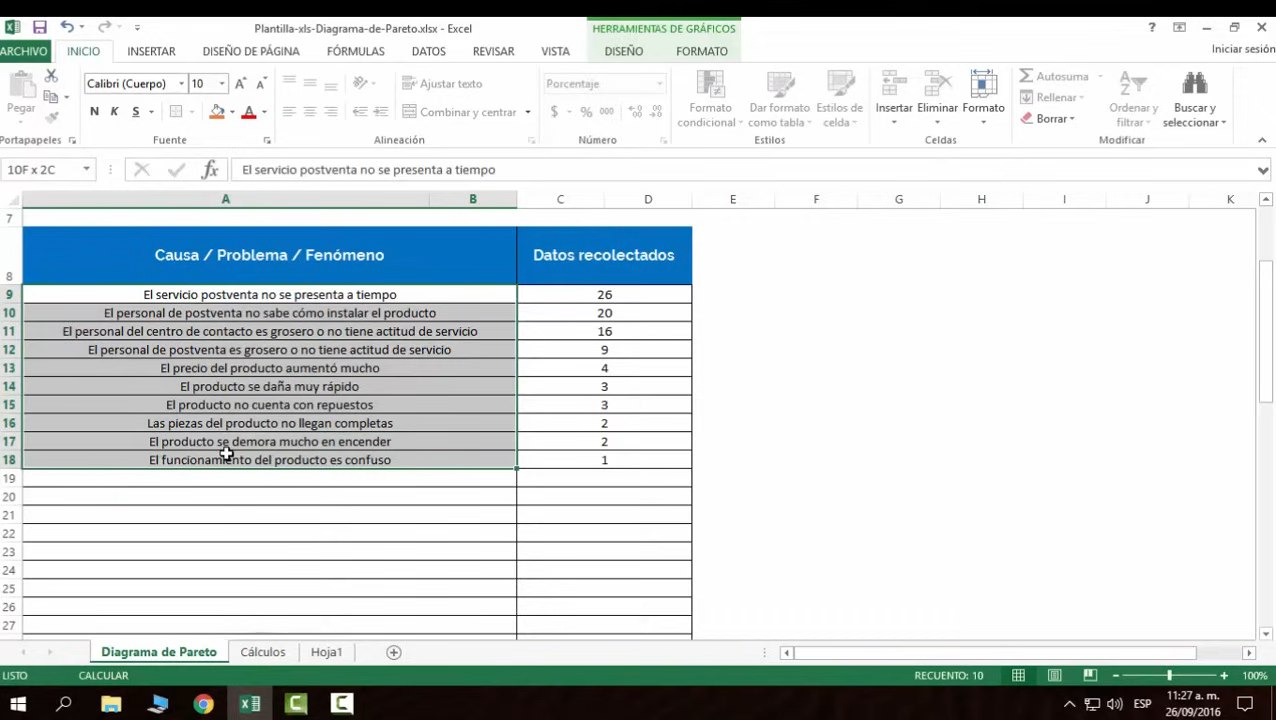 Plantilla-xls-Diagrama-de-Pareto.xlsx - Excel
HERRAMIENTAS DE GRÁFICOS
ARCHIVO INICIO INSERTAR DISEÑO DE PÁGINA FÓRMULAS DATOS REVISAR VISTA DISEÑO FORMATO Iniciar sesión
Calibri (Cuerpo) 10 Ajustar texto Porcentaje Autosuma
Pegar Formato condicional Dar formato como tabla Estilos de celda Insertar Eliminar Formato Rellenar Ordenar y filtrar Buscar y seleccionar
N K S Combinar y centrar $ % 000 Borrar
Portapapeles Fuente Alineación Número Estilos Celdas Modificar
10F x 2C fx El servicio postventa no se presenta a tiempo
A B C D E F G H I J K
7
8 Causa / Problema / Fenómeno Datos recolectados
9 El servicio postventa no se presenta a tiempo 26
10 El personal de postventa no sabe cómo instalar el producto 20
11 El personal del centro de contacto es grosero o no tiene actitud de servicio 16
12 El personal de postventa es grosero o no tiene actitud de servicio 9
13 El precio del producto aumentó mucho 4
14 El producto se daña muy rápido 3
15 El producto no cuenta con repuestos 3
16 Las piezas del producto no llegan completas 2
17 El producto se demora mucho en encender 2
18 El funcionamiento del producto es confuso 1
19
20
21
22
23
24
25
26
27
Diagrama de Pareto Cálculos Hoja1
LISTO CALCULAR RECUENTO: 10 100%
ESP 11:27 a. m.
26/09/2016